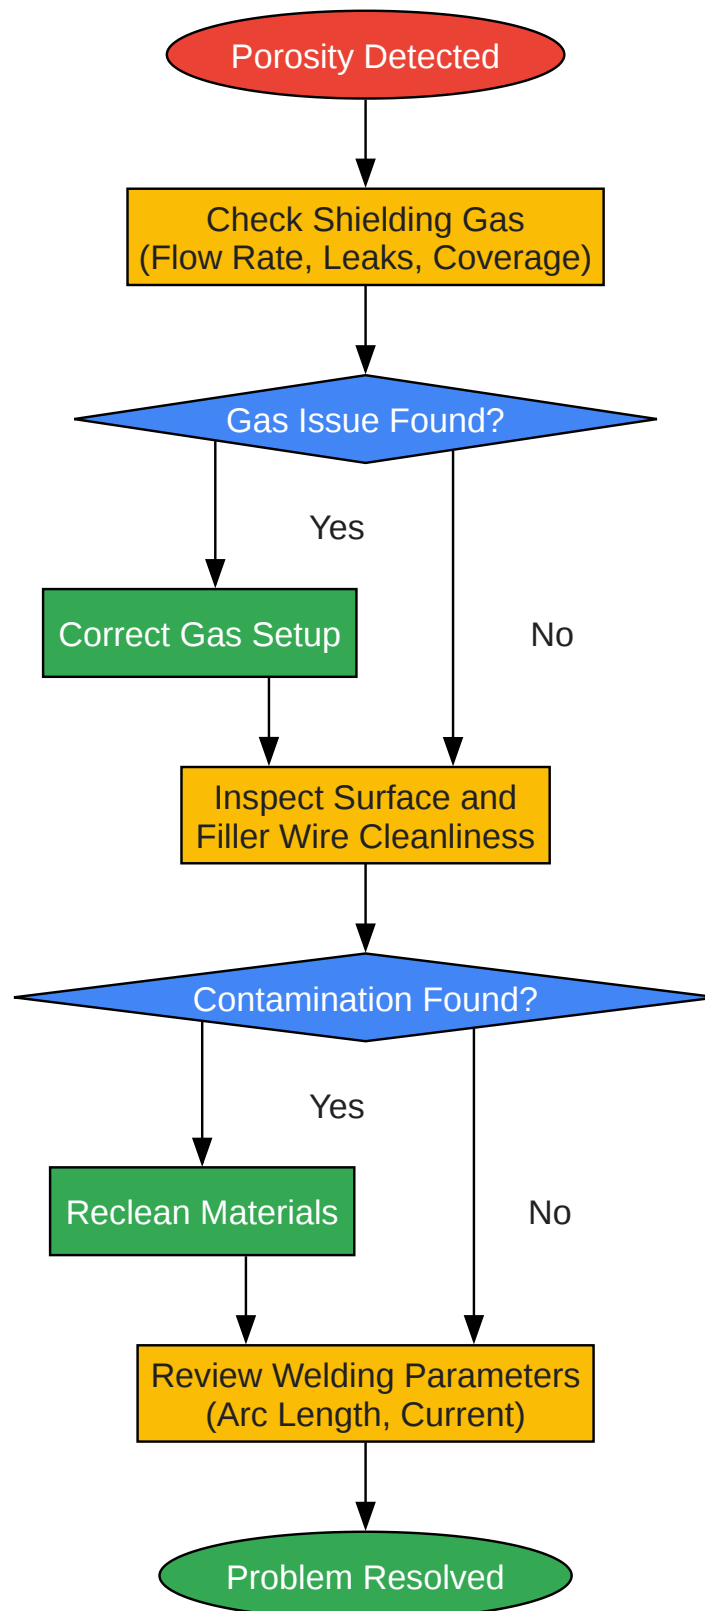 Porosity Detected
Check Shielding Gas
(Flow Rate, Leaks, Coverage)
Gas Issue Found?
Yes
Correct Gas Setup
No
Inspect Surface and
Filler Wire Cleanliness
Contamination Found?
Yes
Reclean Materials
No
Review Welding Parameters
(Arc Length, Current)
Problem Resolved